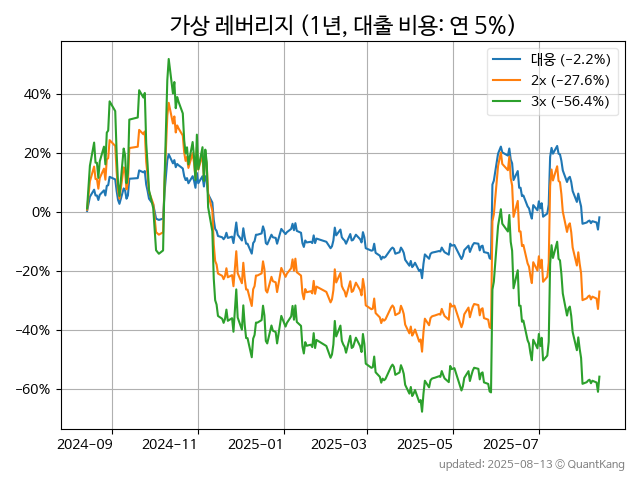 가상 레버리지 (1년, 대출 비용: 연 5%)
대웅 (−2.2%)
2x (−27.6%)
3x (−56.4%)
40%
20%
0%
−20%
−40%
−60%
2024-09 2024-11 2025-01 2025-03 2025-05 2025-07
updated: 2025-08-13 © QuantKang